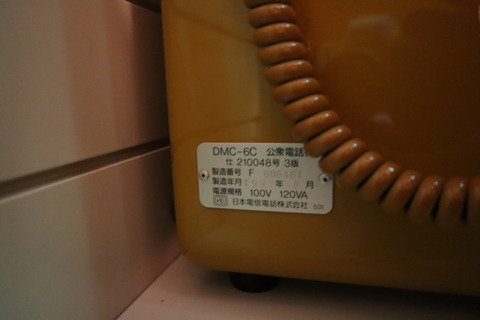 DMC-6C 公衆電話
仕 210048号 3版
製造番号 F
製造年月 年 月
電源規格 100V 120VA
日本電信電話株式会社 531